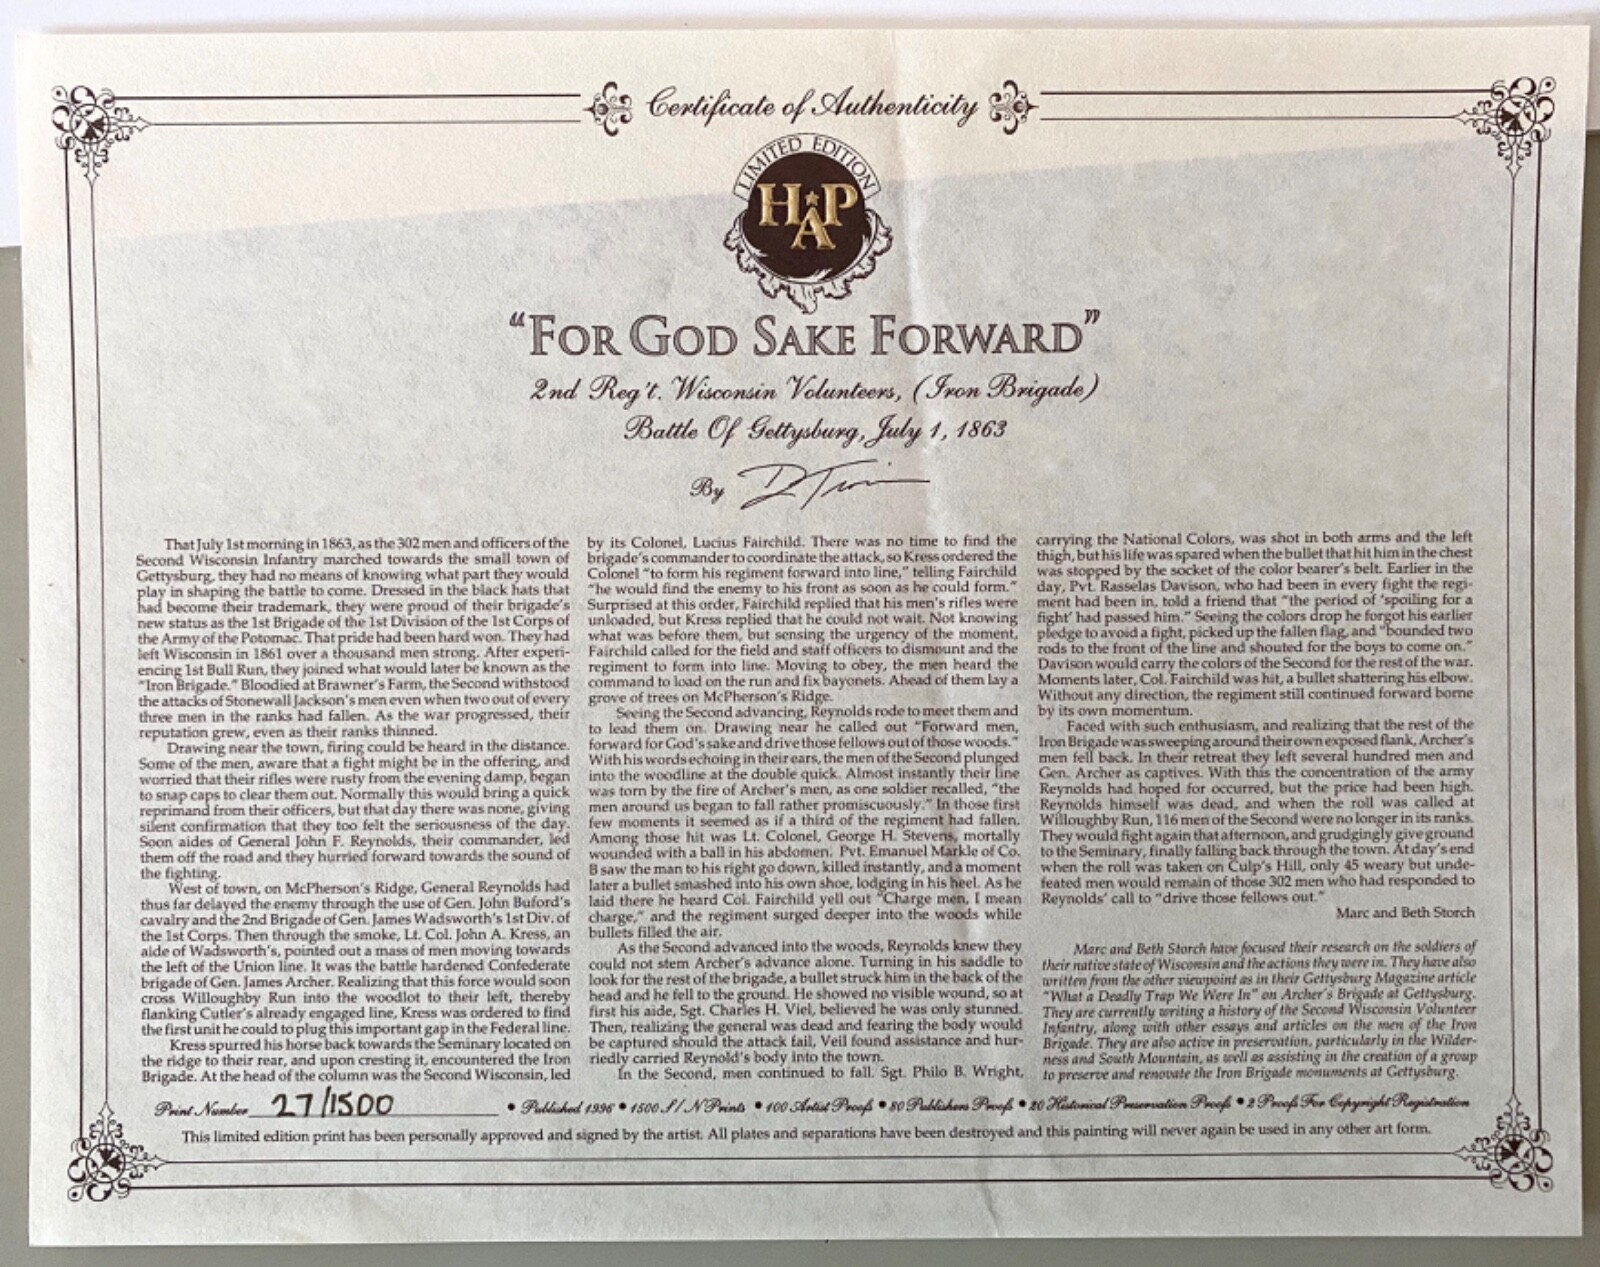 Certificate of Authenticity
LIMITED EDITION
HAP
"FOR GOD SAKE FORWARD"
2nd Reg't. Wisconsin Volunteers, (Iron Brigade)
Battle Of Gettysburg, July 1, 1863
By
That July 1st morning in 1863, as the 302 men and officers of the
Second Wisconsin Infantry marched towards the small town of
Gettysburg, they had no means of knowing what part they would
play in shaping the battle to come. Dressed in the black hats that
had become their trademark, they were proud of their brigade's
new status as the 1st Brigade of the 1st Division of the 1st Corps of
the Army of the Potomac. That pride had been hard won. They had
left Wisconsin in 1861 over a thousand men strong. After experi-
encing 1st Bull Run, they joined what would later be known as the
"Iron Brigade." Bloodied at Brawner's Farm, the Second withstood
the attacks of Stonewall Jackson's men even when two out of every
three men in the ranks had fallen. As the war progressed, their
reputation grew, even as their ranks thinned.
Drawing near the town, firing could be heard in the distance.
Some of the men, aware that a fight might be in the offering, and
worried that their rifles were rusty from the evening damp, began
to snap caps to clear them out. Normally this would bring a quick
reprimand from their officers, but that day there was none, giving
silent confirmation that they too felt the seriousness of the day.
Soon aides of General John F. Reynolds, their commander, led
them off the road and they hurried forward towards the sound of
the fighting.
West of town, on McPherson's Ridge, General Reynolds had
thus far delayed the enemy through the use of Gen. John Buford's
cavalry and the 2nd Brigade of Gen. James Wadsworth's 1st Div. of
the 1st Corps. Then through the smoke, Lt. Col. John A. Kress, an
aide of Wadsworth's, pointed out a mass of men moving towards
the left of the Union line. It was the battle hardened Confederate
brigade of Gen. James Archer. Realizing that this force would soon
cross Willoughby Run into the woodlot to their left, thereby
flanking Cutler's already engaged line, Kress was ordered to find
the first unit he could to plug this important gap in the Federal line.
Kress spurred his horse back towards the Seminary located on
the ridge to their rear, and upon cresting it, encountered the Iron
Brigade. At the head of the column was the Second Wisconsin, led
by its Colonel, Lucius Fairchild. There was no time to find the
brigade's commander to coordinate the attack, so Kress ordered the
Colonel "to form his regiment forward into line," telling Fairchild
"he would find the enemy to his front as soon as he could form."
Surprised at this order, Fairchild replied that his men's rifles were
unloaded, but Kress replied that he could not wait. Not knowing
what was before them, but sensing the urgency of the moment,
Fairchild called for the field and staff officers to dismount and the
regiment to form into line. Moving to obey, the men heard the
command to load on the run and fix bayonets. Ahead of them lay a
grove of trees on McPherson's Ridge.
Seeing the Second advancing, Reynolds rode to meet them and
to lead them on. Drawing near he called out "Forward men,
forward for God's sake and drive those fellows out of those woods."
With his words echoing in their ears, the men of the Second plunged
into the woodline at the double quick. Almost instantly their line
was torn by the fire of Archer's men, as one soldier recalled, "the
men around us began to fall rather promiscuously." In those first
few moments it seemed as if a third of the regiment had fallen.
Among those hit was Lt. Colonel, George H. Stevens, mortally
wounded with a ball in his abdomen. Pvt. Emanuel Markle of Co.
B saw the man to his right go down, killed instantly, and a moment
later a bullet smashed into his own shoe, lodging in his heel. As he
laid there he heard Col. Fairchild yell out "Charge men, I mean
charge," and the regiment surged deeper into the woods while
bullets filled the air.
As the Second advanced into the woods, Reynolds knew they
could not stem Archer's advance alone. Turning in his saddle to
look for the rest of the brigade, a bullet struck him in the back of the
head and he fell to the ground. He showed no visible wound, so at
first his aide, Sgt. Charles H. Viel, believed he was only stunned.
Then, realizing the general was dead and fearing the body would
be captured should the attack fail, Veil found assistance and hur-
riedly carried Reynold's body into the town.
In the Second, men continued to fall. Sgt. Philo B. Wright,
carrying the National Colors, was shot in both arms and the left
thigh, but his life was spared when the bullet that hit him in the chest
was stopped by the socket of the color bearer's belt. Earlier in the
day, Pvt. Rasselas Davison, who had been in every fight the regi-
ment had been in, told a friend that "the period of 'spoiling for a
fight' had passed him." Seeing the colors drop he forgot his earlier
pledge to avoid a fight, picked up the fallen flag, and "bounded two
rods to the front of the line and shouted for the boys to come on."
Davison would carry the colors of the Second for the rest of the war.
Moments later, Col. Fairchild was hit, a bullet shattering his elbow.
Without any direction, the regiment still continued forward borne
by its own momentum.
Faced with such enthusiasm, and realizing that the rest of the
Iron Brigade was sweeping around their own exposed flank, Archer's
men fell back. In their retreat they left several hundred men and
Gen. Archer as captives. With this the concentration of the army
Reynolds had hoped for occurred, but the price had been high.
Reynolds himself was dead, and when the roll was called at
Willoughby Run, 116 men of the Second were no longer in its ranks.
They would fight again that afternoon, and grudgingly give ground
to the Seminary, finally falling back through the town. At day's end
when the roll was taken on Culp's Hill, only 45 weary but unde-
feated men would remain of those 302 men who had responded to
Reynolds' call to "drive those fellows out."
Marc and Beth Storch
Marc and Beth Storch have focused their research on the soldiers of
their native state of Wisconsin and the actions they were in. They have also
written from the other viewpoint as in their Gettysburg Magazine article
"What a Deadly Trap We Were In" on Archer's Brigade at Gettysburg.
They are currently writing a history of the Second Wisconsin Volunteer
Infantry, along with other essays and articles on the men of the Iron
Brigade. They are also active in preservation, particularly in the Wilder-
ness and South Mountain, as well as assisting in the creation of a group
to preserve and renovate the Iron Brigade monuments at Gettysburg.
Print Number 27/1500 • Published 1996 • 1500 S/N Prints • 100 Artist Proofs • 80 Publishers Proofs • 20 Historical Preservation Proofs • 2 Proofs For Copyright Registration
This limited edition print has been personally approved and signed by the artist. All plates and separations have been destroyed and this painting will never again be used in any other art form.